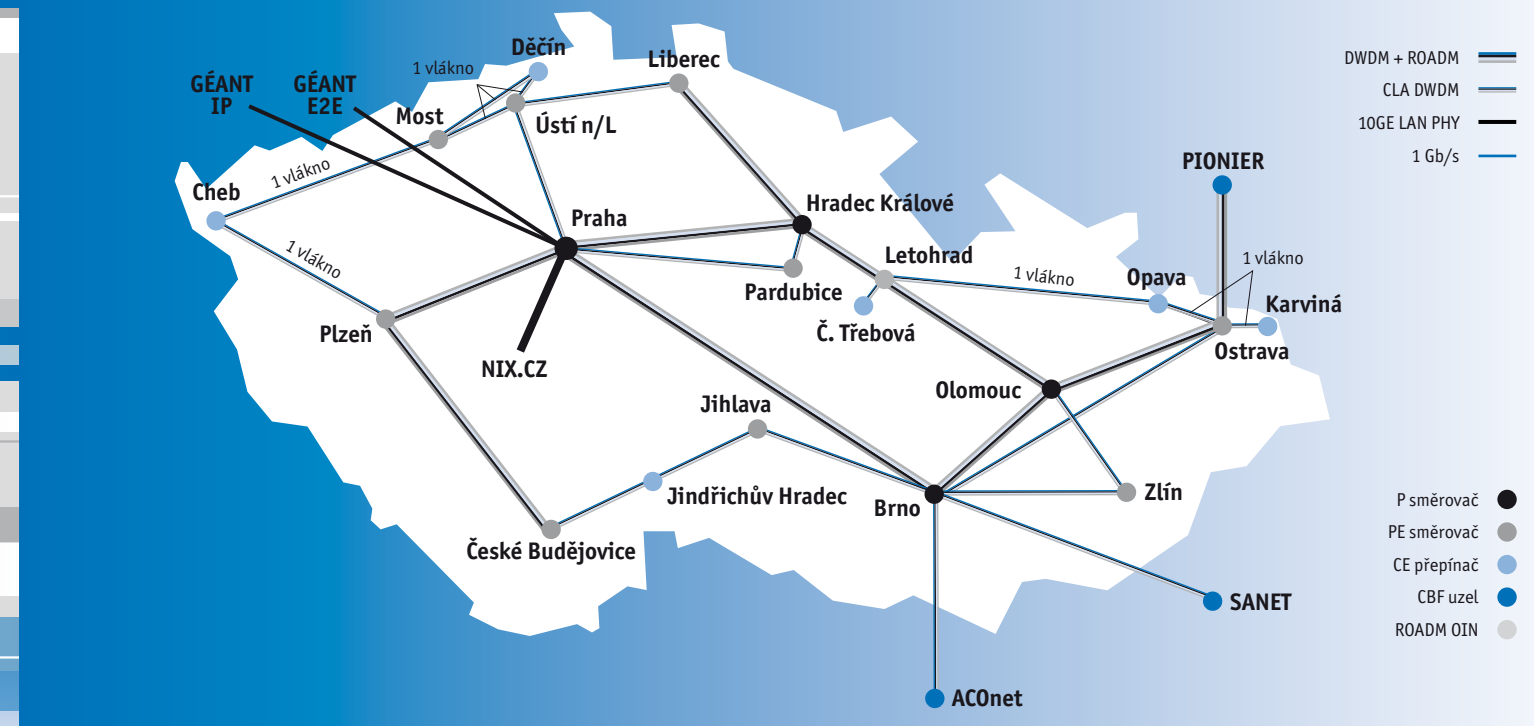 Děčín
Liberec
1 vlákno
GÉANT
IP
GÉANT
E2E
Most
Ústí n/L
DWDM + ROADM
CLA DWDM
10GE LAN PHY
1 Gb/s
PIONIER
1 vlákno
Cheb
Praha
Hradec Králové
1 vlákno
Letohrad
1 vlákno
Opava
1 vlákno
Karviná
Pardubice
Č. Třebová
Plzeň
NIX.CZ
Ostrava
Olomouc
Jihlava
Jindřichův Hradec
Brno
Zlín
České Budějovice
P směrovač
PE směrovač
CE přepínač
CBF uzel
ROADM OIN
SANET
ACOnet